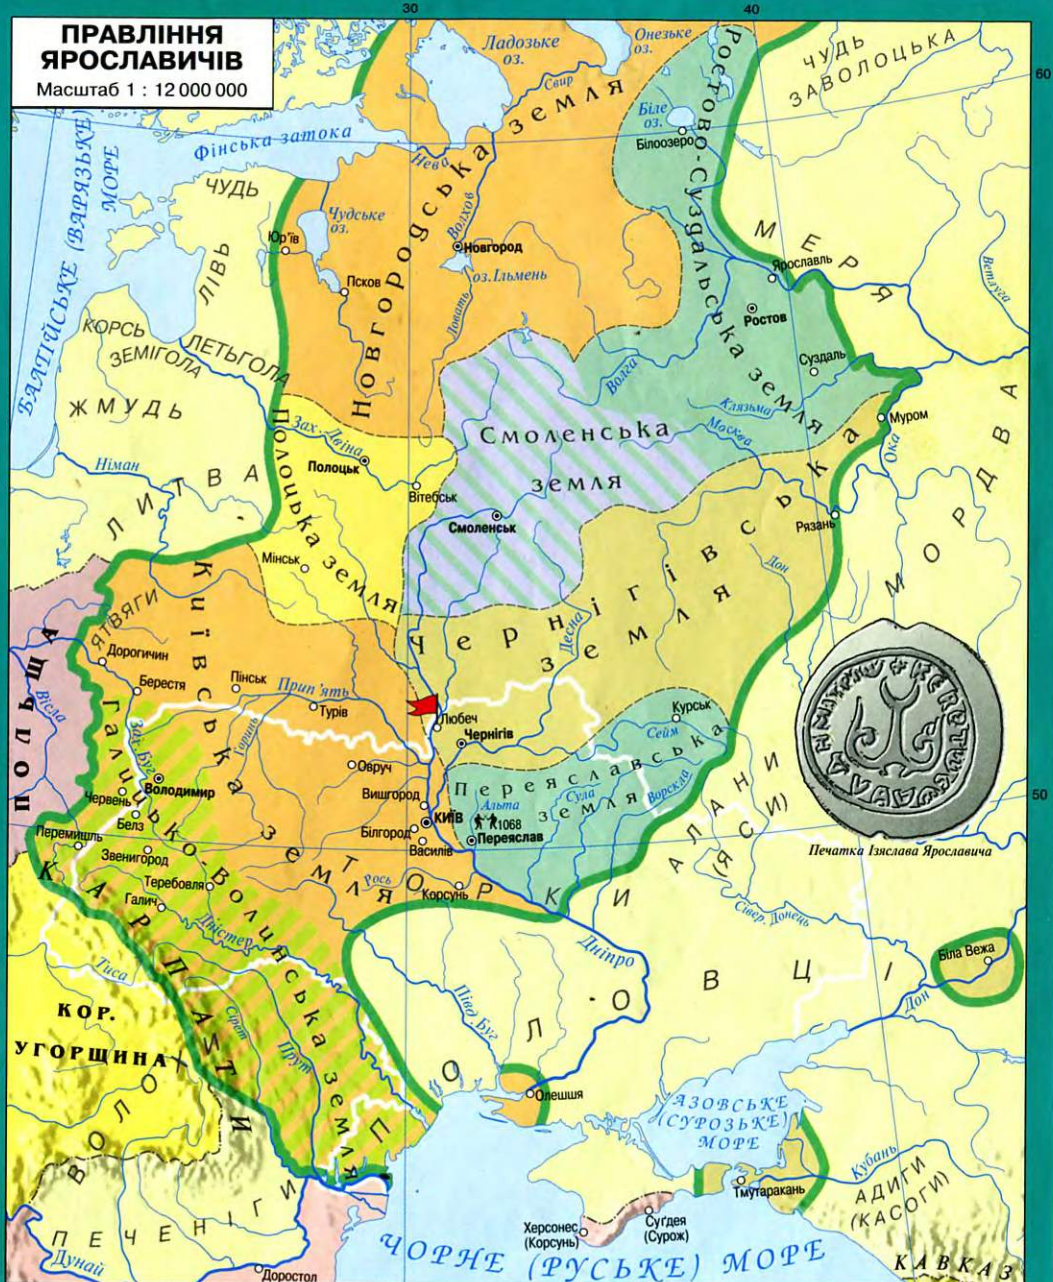 ПРАВЛІННЯ
ЯРОСЛАВИЧІВ
Масштаб 1 : 12 000 000
30
40
60
50
30
40
Ладозьке
оз.
Онезьке
оз.
Свир
ЧУДЬ
ЗАВОЛОЦЬКА
Ростово-Суздальська земля
Біле
оз.
Білоозеро
Фінська затока
Нева
БАЛТІЙСЬКЕ (ВАРЯЗЬКЕ)
МОРЕ
Новгородська земля
ЧУДЬ
Чудське
оз.
Волхов
Юр'їв
Новгород
оз. Ільмень
Псков
Ловать
ЛІВЬ
МЕРЯ
Ярославль
Ветлуга
Ростов
Суздаль
КОРСЬ
ЗЕМІГОЛА
ЛЕТЬГОЛА
ЖМУДЬ
Волга
Клязьма
Москва
Муром
Ока
Смоленська
земля
Зах. Двіна
Полоцьк
Полоцька земля
Вітебськ
Німан
ЛИТВА
Смоленськ
Рязань
МОРДВА
Мінськ
Дон
Чернігівська
земля
Десна
ЯТВЯГИ
Київська земля
Дорогичин
Берестя
Пінськ
Прип'ять
Турів
Горинь
ПОЛЬЩА
Вісла
Любеч
Чернігів
Курськ
Сейм
Зах. Буг
Овруч
Володимир
Червень
Белз
Вишгород
КИЇВ
Білгород
Василів
Переяславська
земля
Альта
Сула
Ворскла
1068
Переяслав
Перемишль
Звенигород
Теребовля
Галич
Галицько-Волинська земля
Рось
Корсунь
ТОРКИ
АЛАНИ
(ЯСИ)
Печатка Ізяслава Ярославича
КАРПАТИ
Дністер
Дніпро
Сівер. Донець
Біла Вежа
Дон
Тиса
КОР.
УГОРЩИНА
Сірет
Прут
Півд. Буг
ПОЛОВЦІ
ВОЛОХИ
Олешшя
АЗОВСЬКЕ
(СУРОЗЬКЕ)
МОРЕ
Кубань
Тмутаракань
АДИГИ
(КАСОГИ)
ПЕЧЕНІГИ
Дунай
Доростол
Херсонес
(Корсунь)
Суґдея
(Сурож)
ЧОРНЕ (РУСЬКЕ) МОРЕ
КАВКАЗ